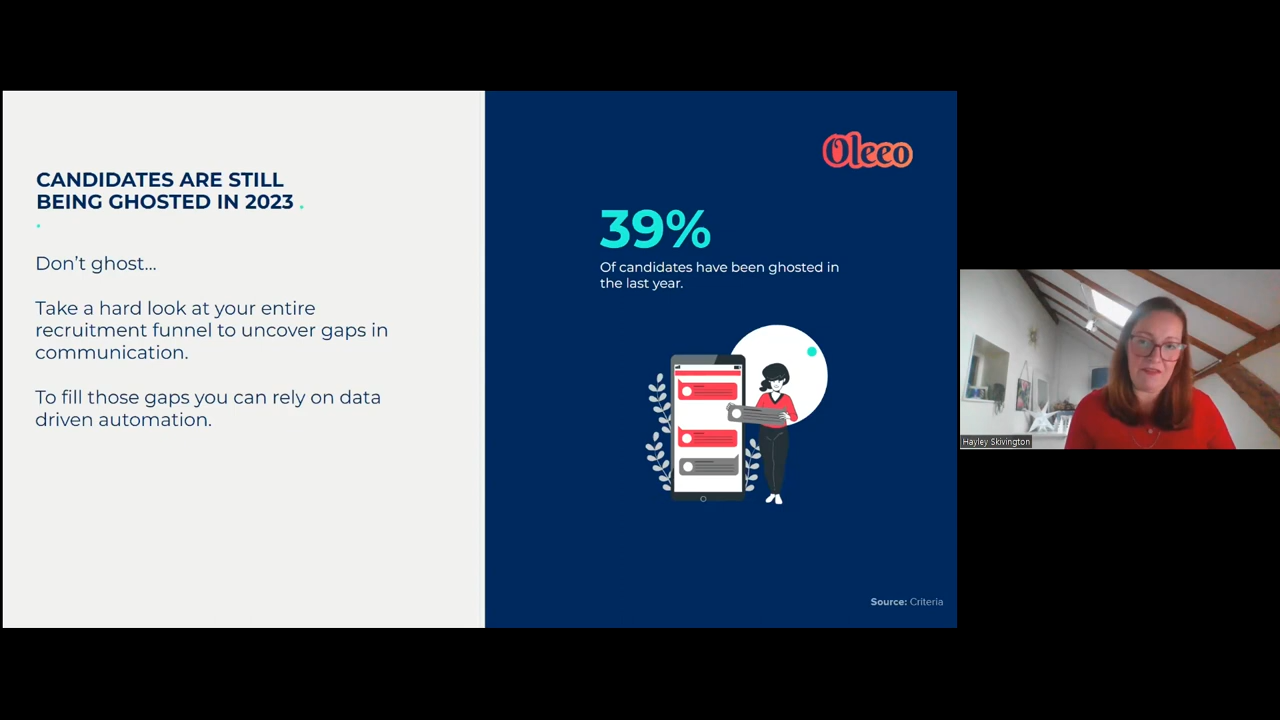 CANDIDATES ARE STILL
BEING GHOSTED IN 2023 .
.
Don’t ghost...
Take a hard look at your entire
recruitment funnel to uncover gaps in
communication.
To fill those gaps you can rely on data
driven automation.
Oleeo
39%
Of candidates have been ghosted in
the last year.
Source: Criteria
Hayley Skivington